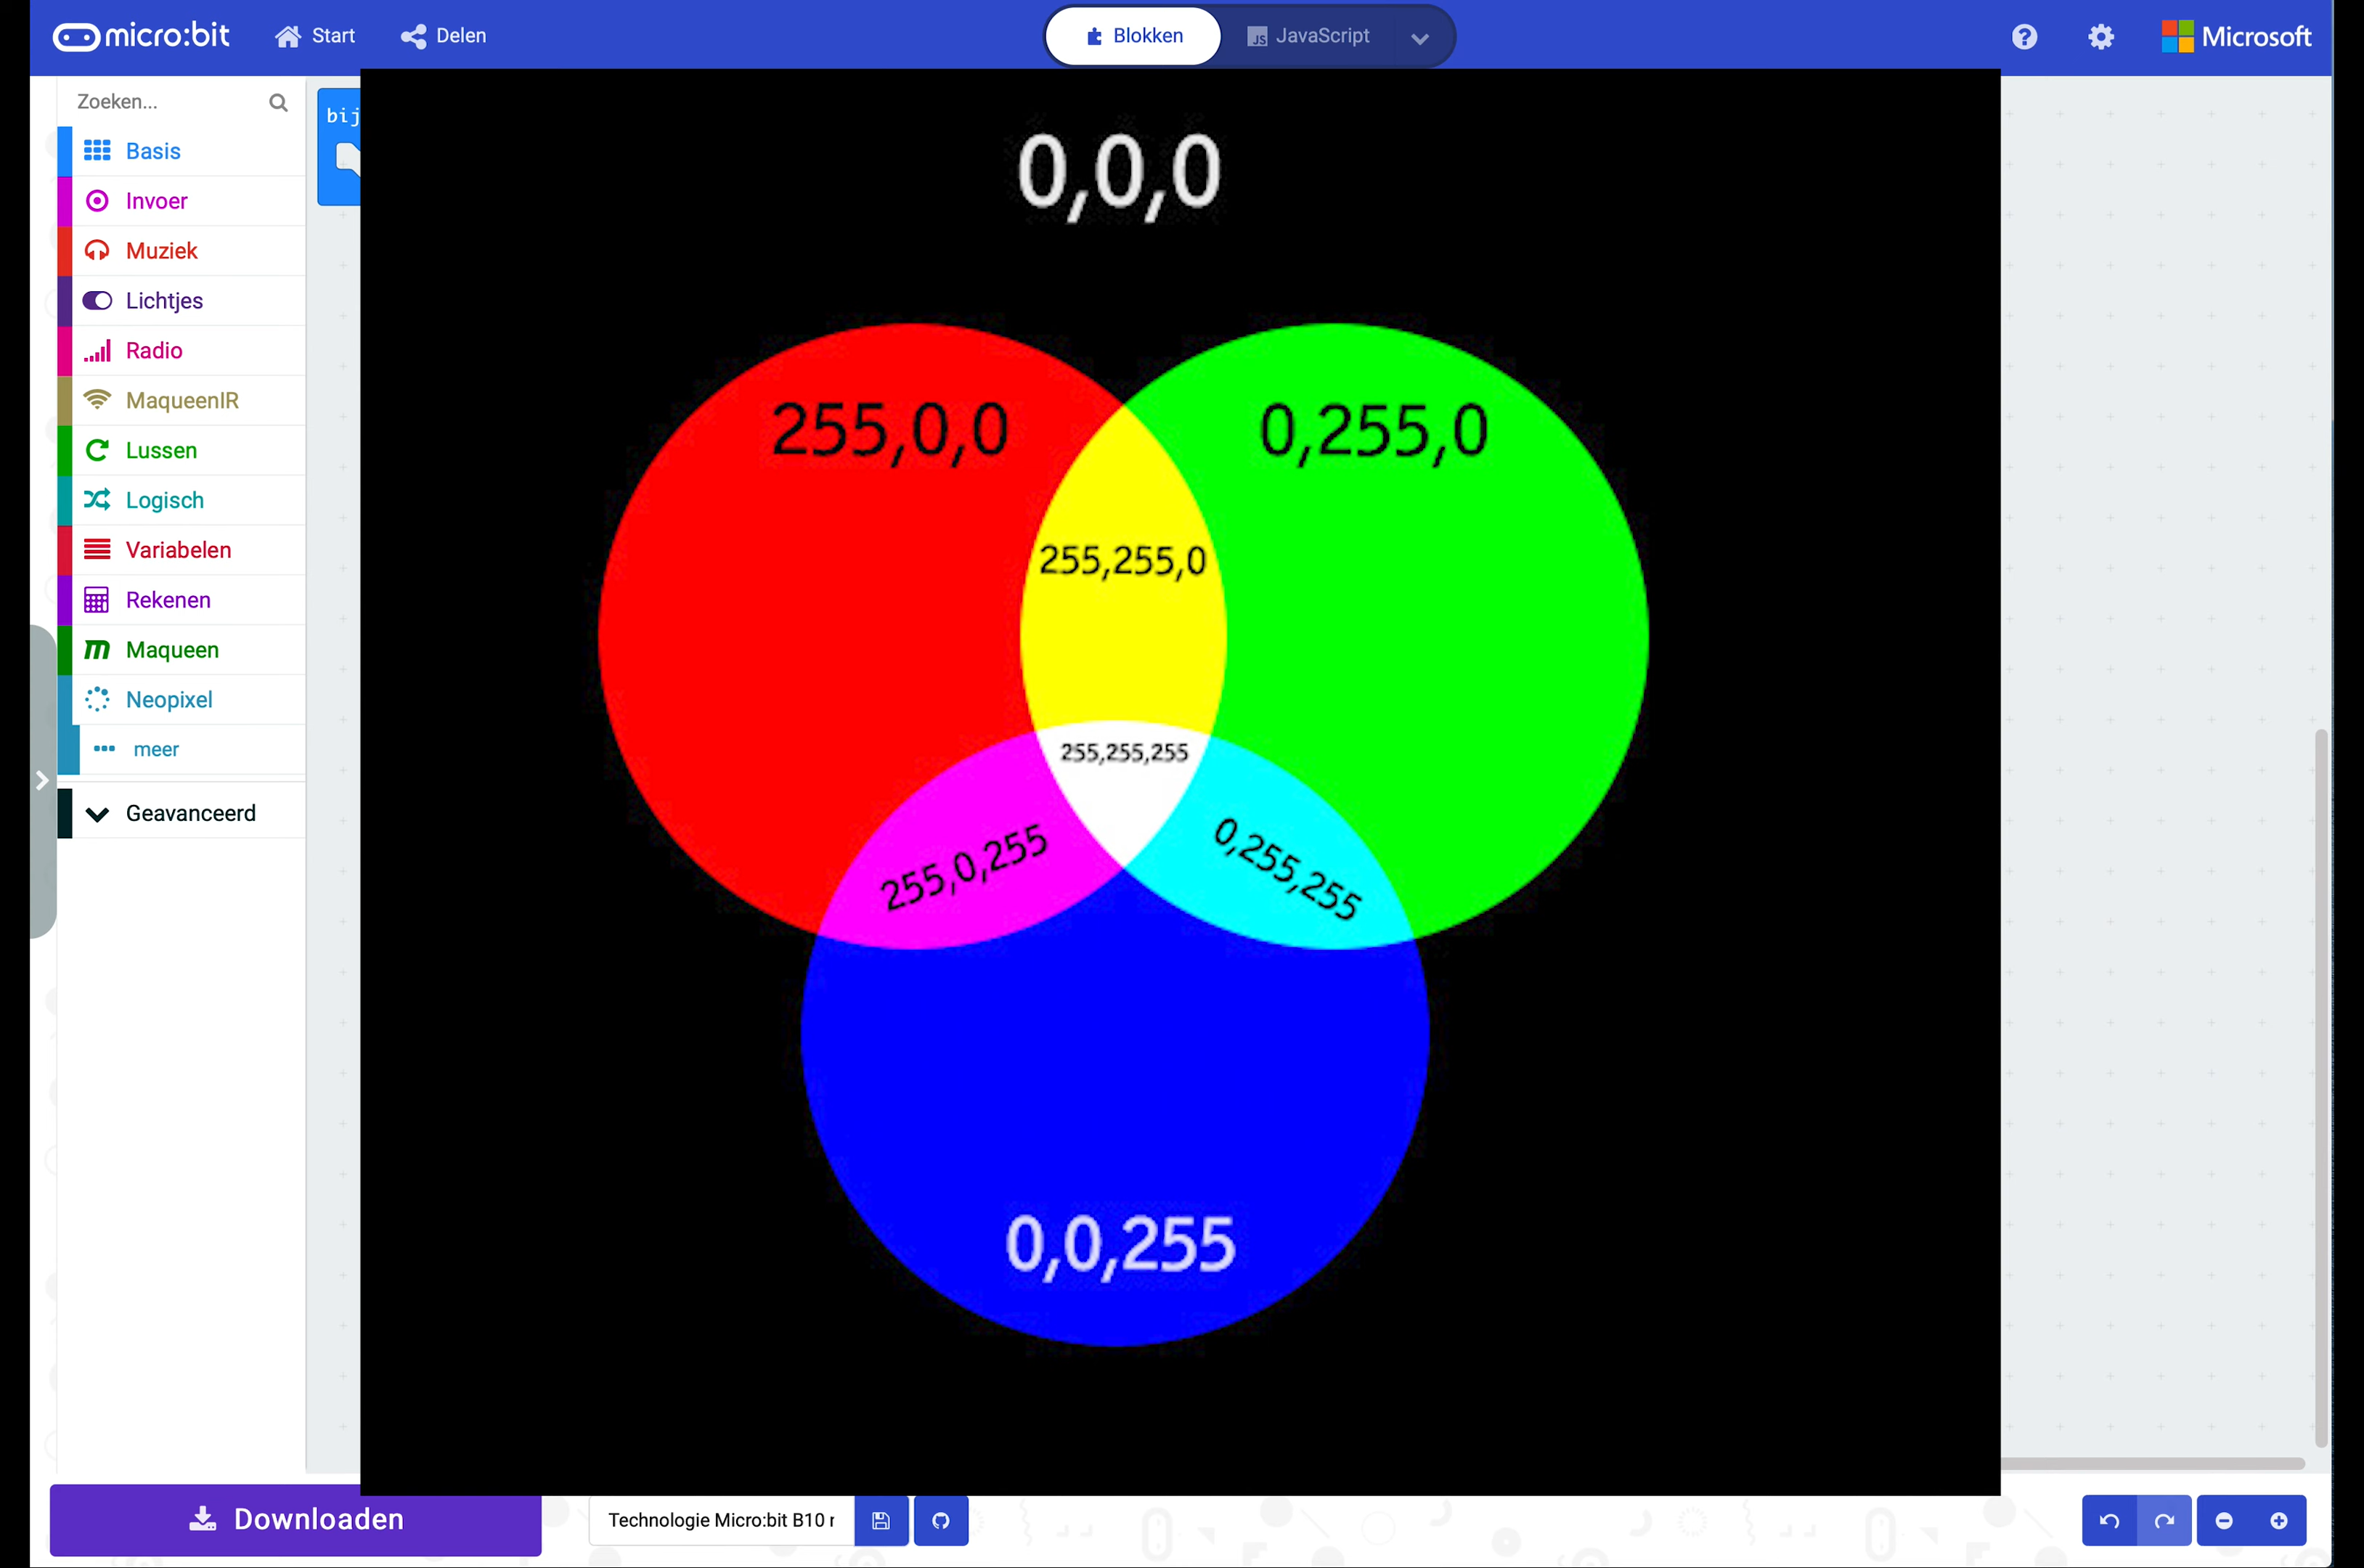 micro:bit
Start
Delen
Blokken
JavaScript
Microsoft
Zoeken...
Basis
Invoer
Muziek
Lichtjes
Radio
MaqueenIR
Lussen
Logisch
Variabelen
Rekenen
Maqueen
Neopixel
meer
Geavanceerd
bij
0,0,0
255,0,0
0,255,0
255,255,0
255,255,255
255,0,255
0,255,255
0,0,255
Downloaden
Technologie Micro:bit B10 r